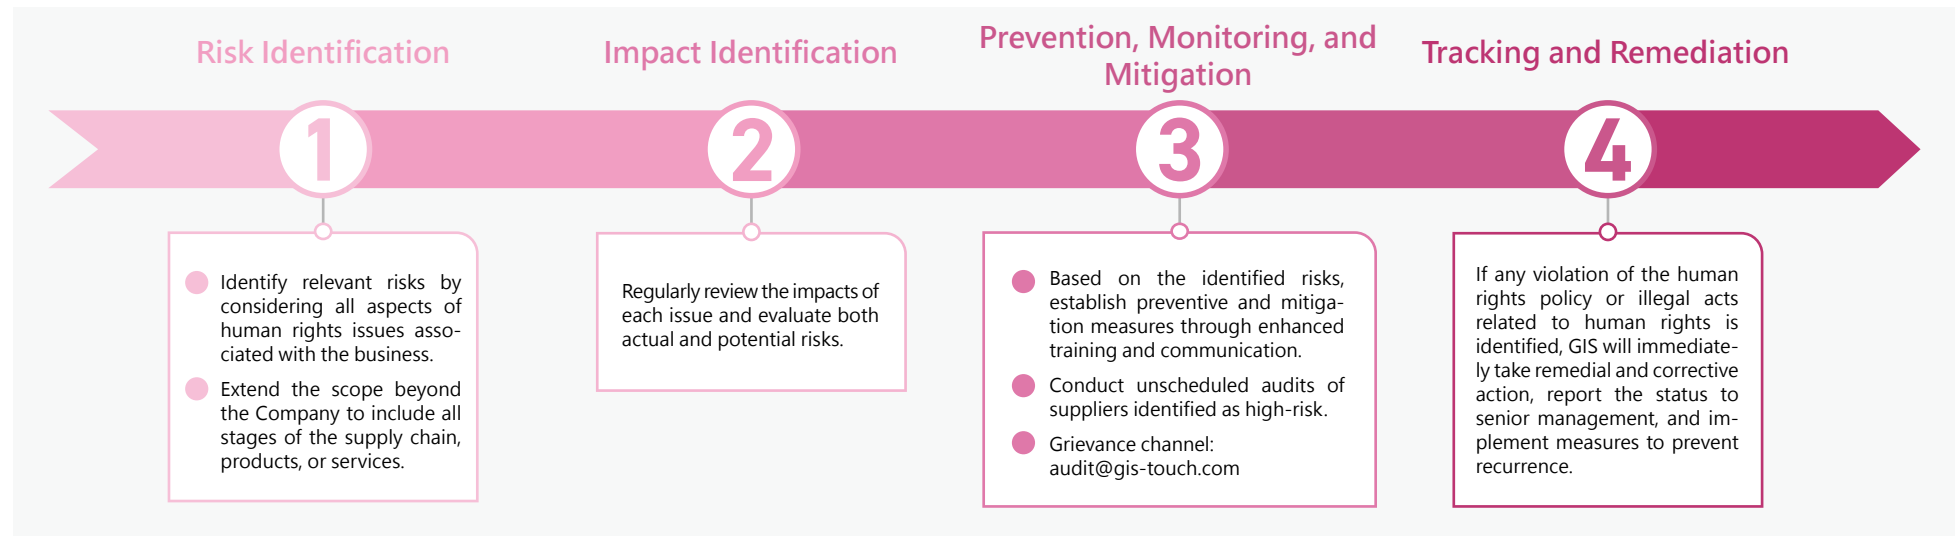 Risk Identification
1
Identify relevant risks by
considering all aspects of
human rights issues asso-
ciated with the business.
Extend the scope beyond
the Company to include all
stages of the supply chain,
products, or services.
Impact Identification
2
Regularly review the impacts of
each issue and evaluate both
actual and potential risks.
Prevention, Monitoring, and
Mitigation
3
Based on the identified risks,
establish preventive and mitiga-
tion measures through enhanced
training and communication.
Conduct unscheduled audits of
suppliers identified as high-risk.
Grievance channel:
audit@gis-touch.com
Tracking and Remediation
4
If any violation of the human
rights policy or illegal acts
related to human rights is
identified, GIS will immediate-
ly take remedial and corrective
action, report the status to
senior management, and im-
plement measures to prevent
recurrence.